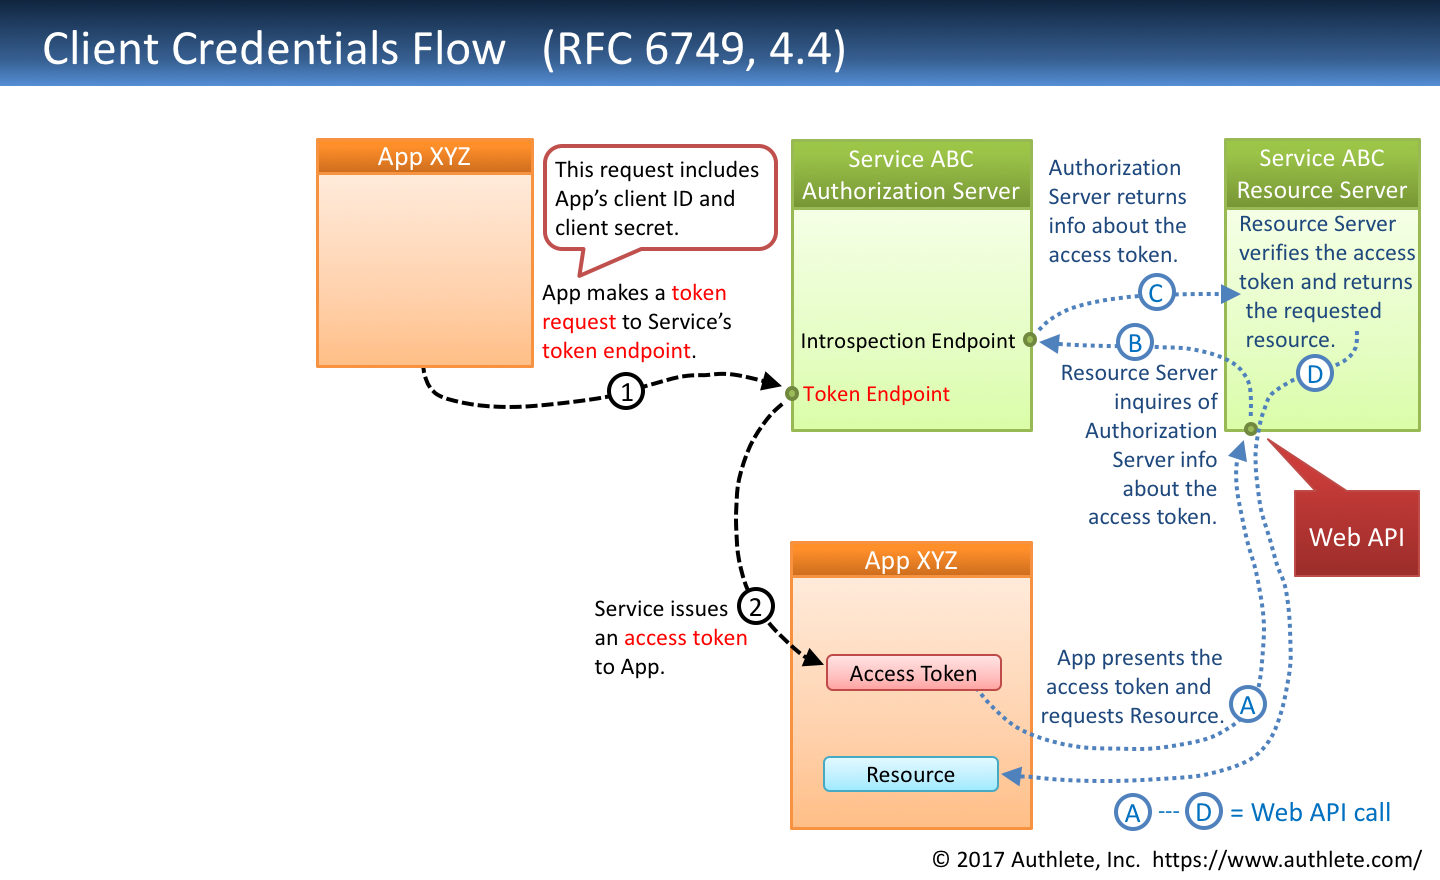 Client Credentials Flow (RFC 6749, 4.4)
App XYZ
This request includes
App's client ID and
client secret.
App makes a token
request to Service's
token endpoint.
1
Service ABC
Authorization Server
Introspection Endpoint
Token Endpoint
Authorization
Server returns
info about the
access token.
C
B
Service ABC
Resource Server
Resource Server
verifies the access
token and returns
the requested
resource.
D
Resource Server
inquires of
Authorization
Server info
about the
access token.
Web API
Service issues
an access token
to App.
2
App XYZ
Access Token
Resource
App presents the
access token and
requests Resource.
A
A --- D = Web API call
© 2017 Authlete, Inc. https://www.authlete.com/